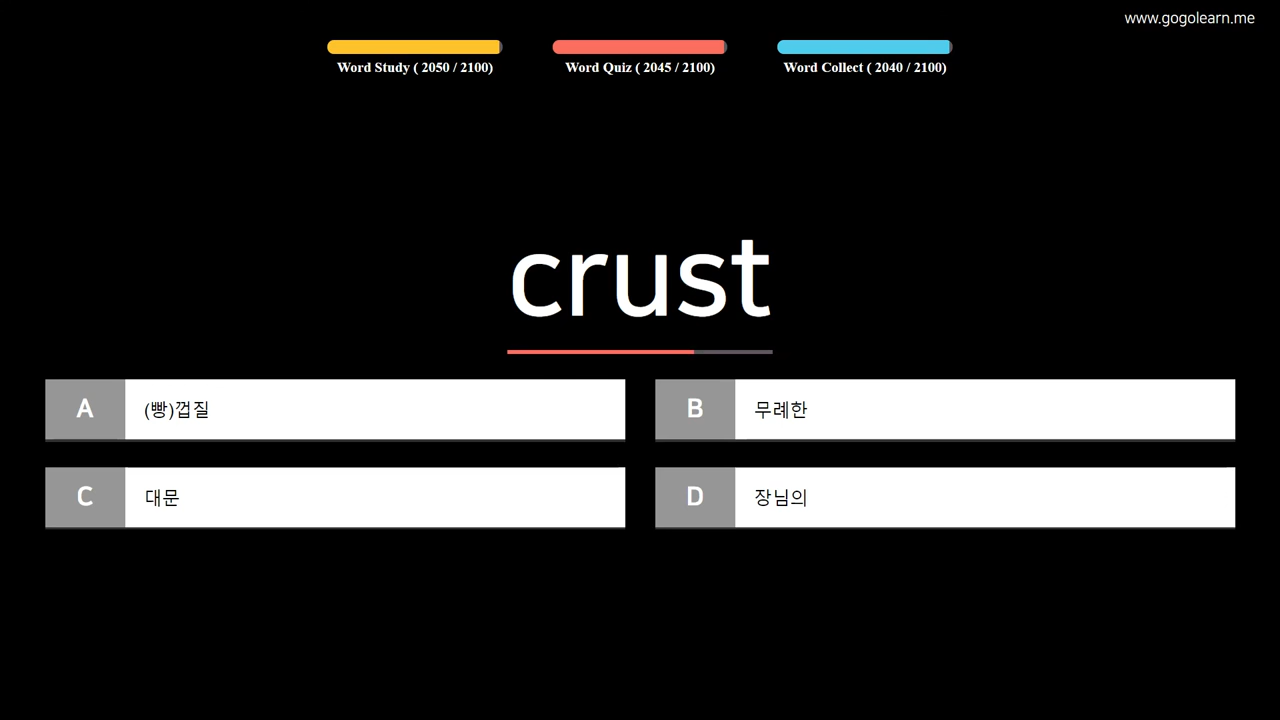 www.gogolearn.me
Word Study ( 2050 / 2100)
Word Quiz ( 2045 / 2100)
Word Collect ( 2040 / 2100)
crust
A (빵)껍질
B 무례한
C 대문
D 장님의